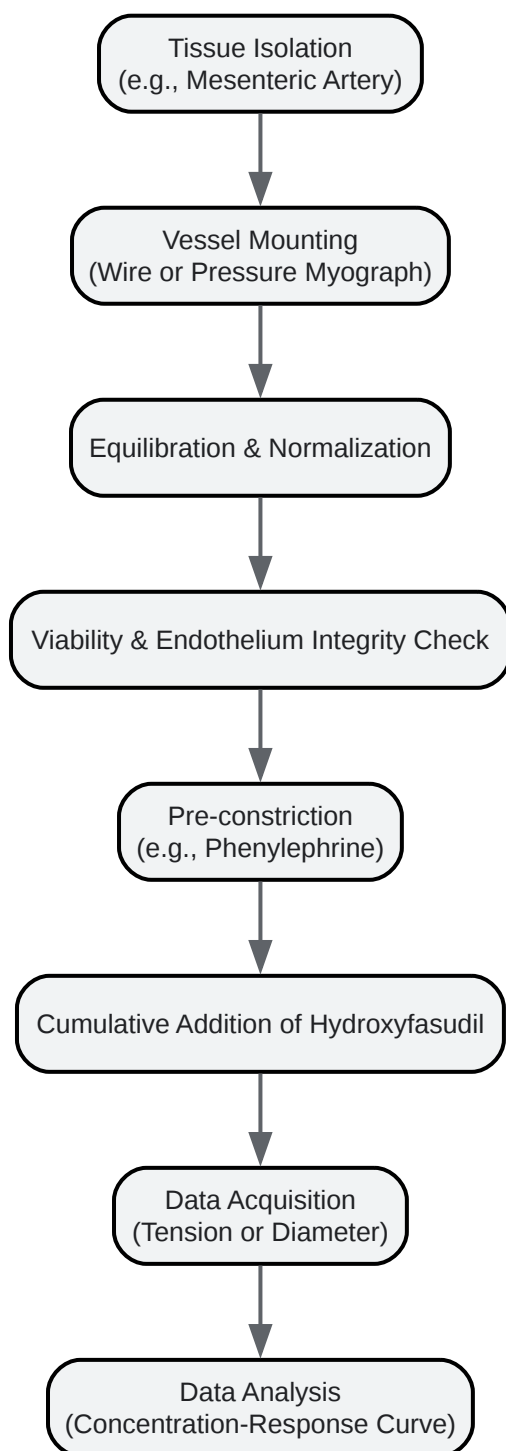 Tissue Isolation
(e.g., Mesenteric Artery)
Vessel Mounting
(Wire or Pressure Myograph)
Equilibration & Normalization
Viability & Endothelium Integrity Check
Pre-constriction
(e.g., Phenylephrine)
Cumulative Addition of Hydroxyfasudil
Data Acquisition
(Tension or Diameter)
Data Analysis
(Concentration-Response Curve)